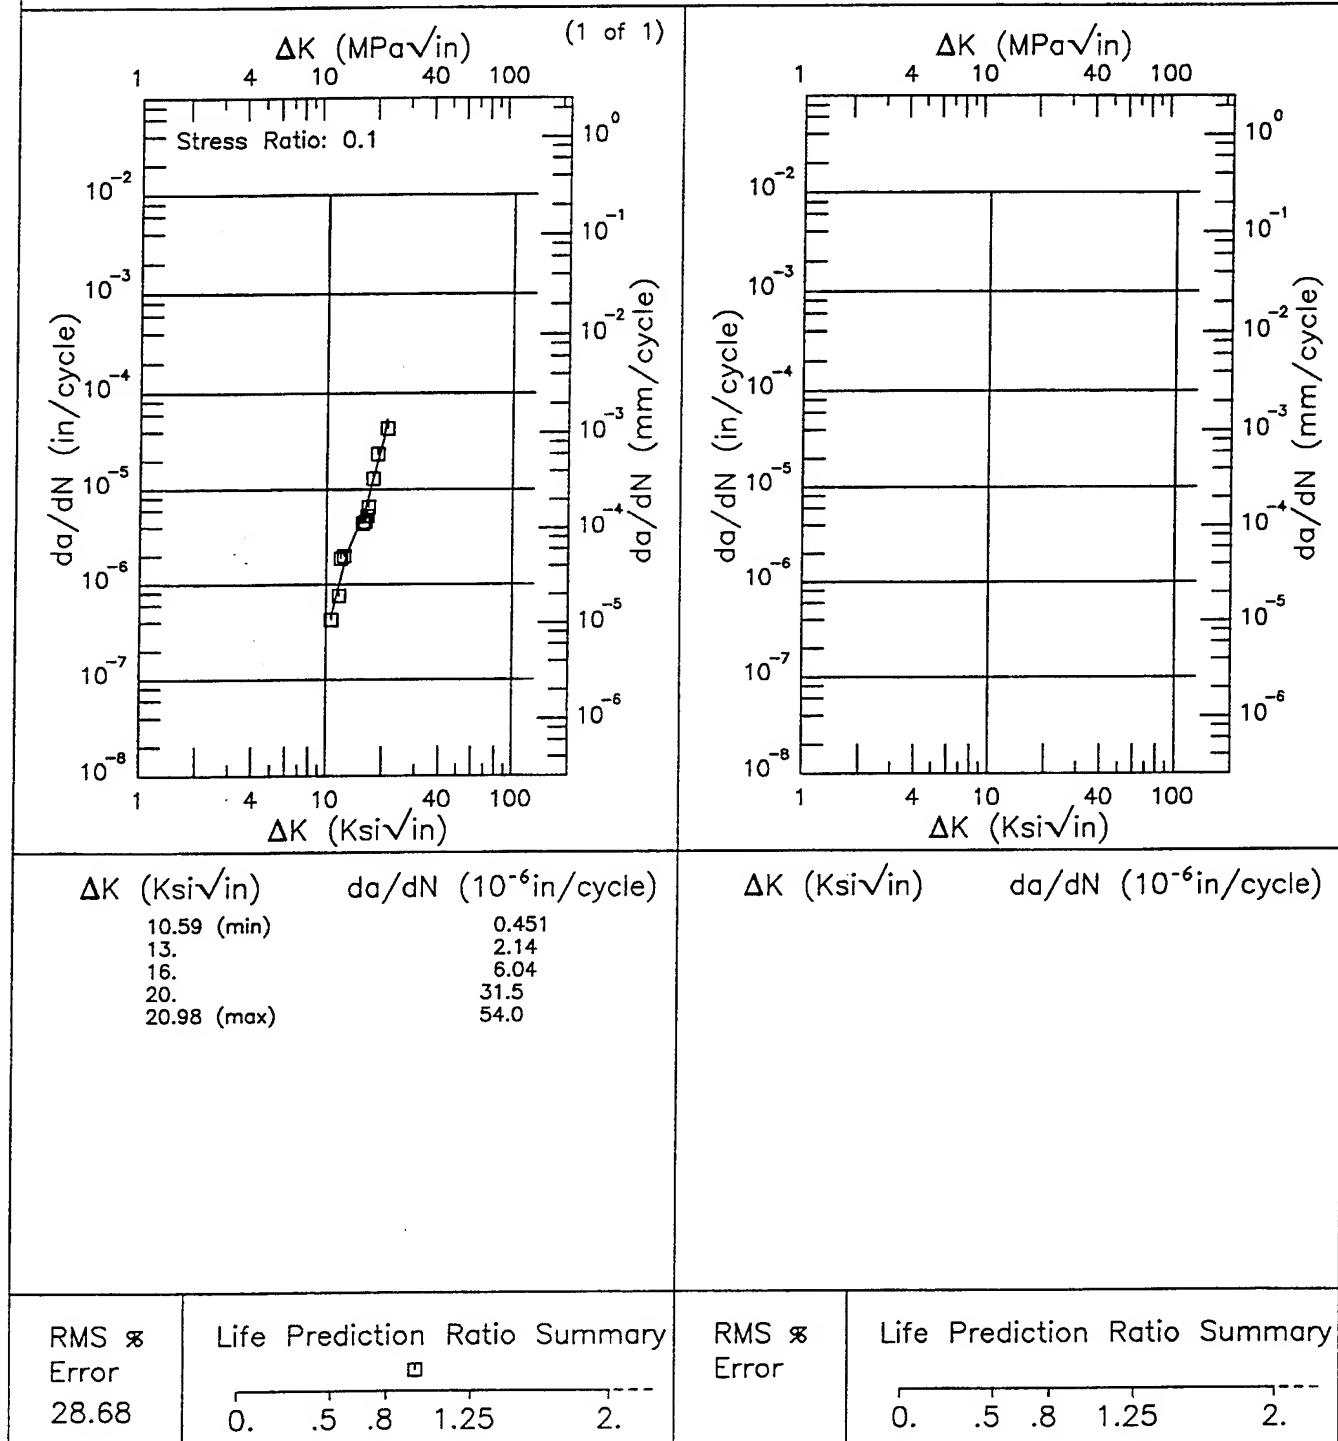 (1 of 1)
ΔK (MPa√in)
1 4 10 40 100
Stress Ratio: 0.1
10⁰
10⁻²
10⁻¹
10⁻³
10⁻²
10⁻⁴
10⁻³
10⁻⁵
10⁻⁴
10⁻⁶
10⁻⁵
10⁻⁷
10⁻⁶
10⁻⁸
da/dN (in/cycle)
da/dN (mm/cycle)
1 4 10 40 100
ΔK (Ksi√in)
ΔK (MPa√in)
1 4 10 40 100
10⁰
10⁻²
10⁻¹
10⁻³
10⁻²
10⁻⁴
10⁻³
10⁻⁵
10⁻⁴
10⁻⁶
10⁻⁵
10⁻⁷
10⁻⁶
10⁻⁸
da/dN (in/cycle)
da/dN (mm/cycle)
1 4 10 40 100
ΔK (Ksi√in)
ΔK (Ksi√in) da/dN (10⁻⁶in/cycle)
10.59 (min) 0.451
13. 2.14
16. 6.04
20. 31.5
20.98 (max) 54.0
ΔK (Ksi√in) da/dN (10⁻⁶in/cycle)
RMS %
Error
28.68
Life Prediction Ratio Summary
0. .5 .8 1.25 2.
RMS %
Error
Life Prediction Ratio Summary
0. .5 .8 1.25 2.